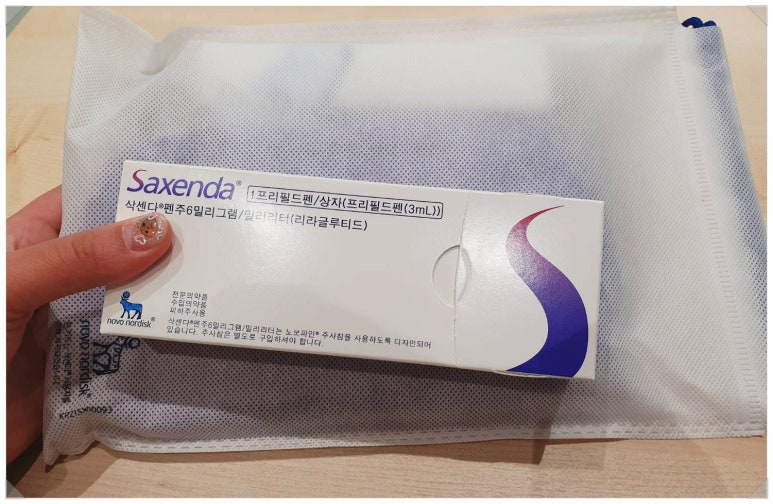 Saxenda®
1프리필드펜/상자(프리필드펜(3mL))
삭센다®펜주6밀리그램/밀리리터(리라글루티드)
전문의약품
수입의약품
피하주사용
novo nordisk®
삭센다®펜주6밀리그램/밀리리터는 노보파인® 주사침을 사용하도록 디자인되어
있습니다. 주사침은 별도로 구입하셔야 합니다.
novo nordisk®